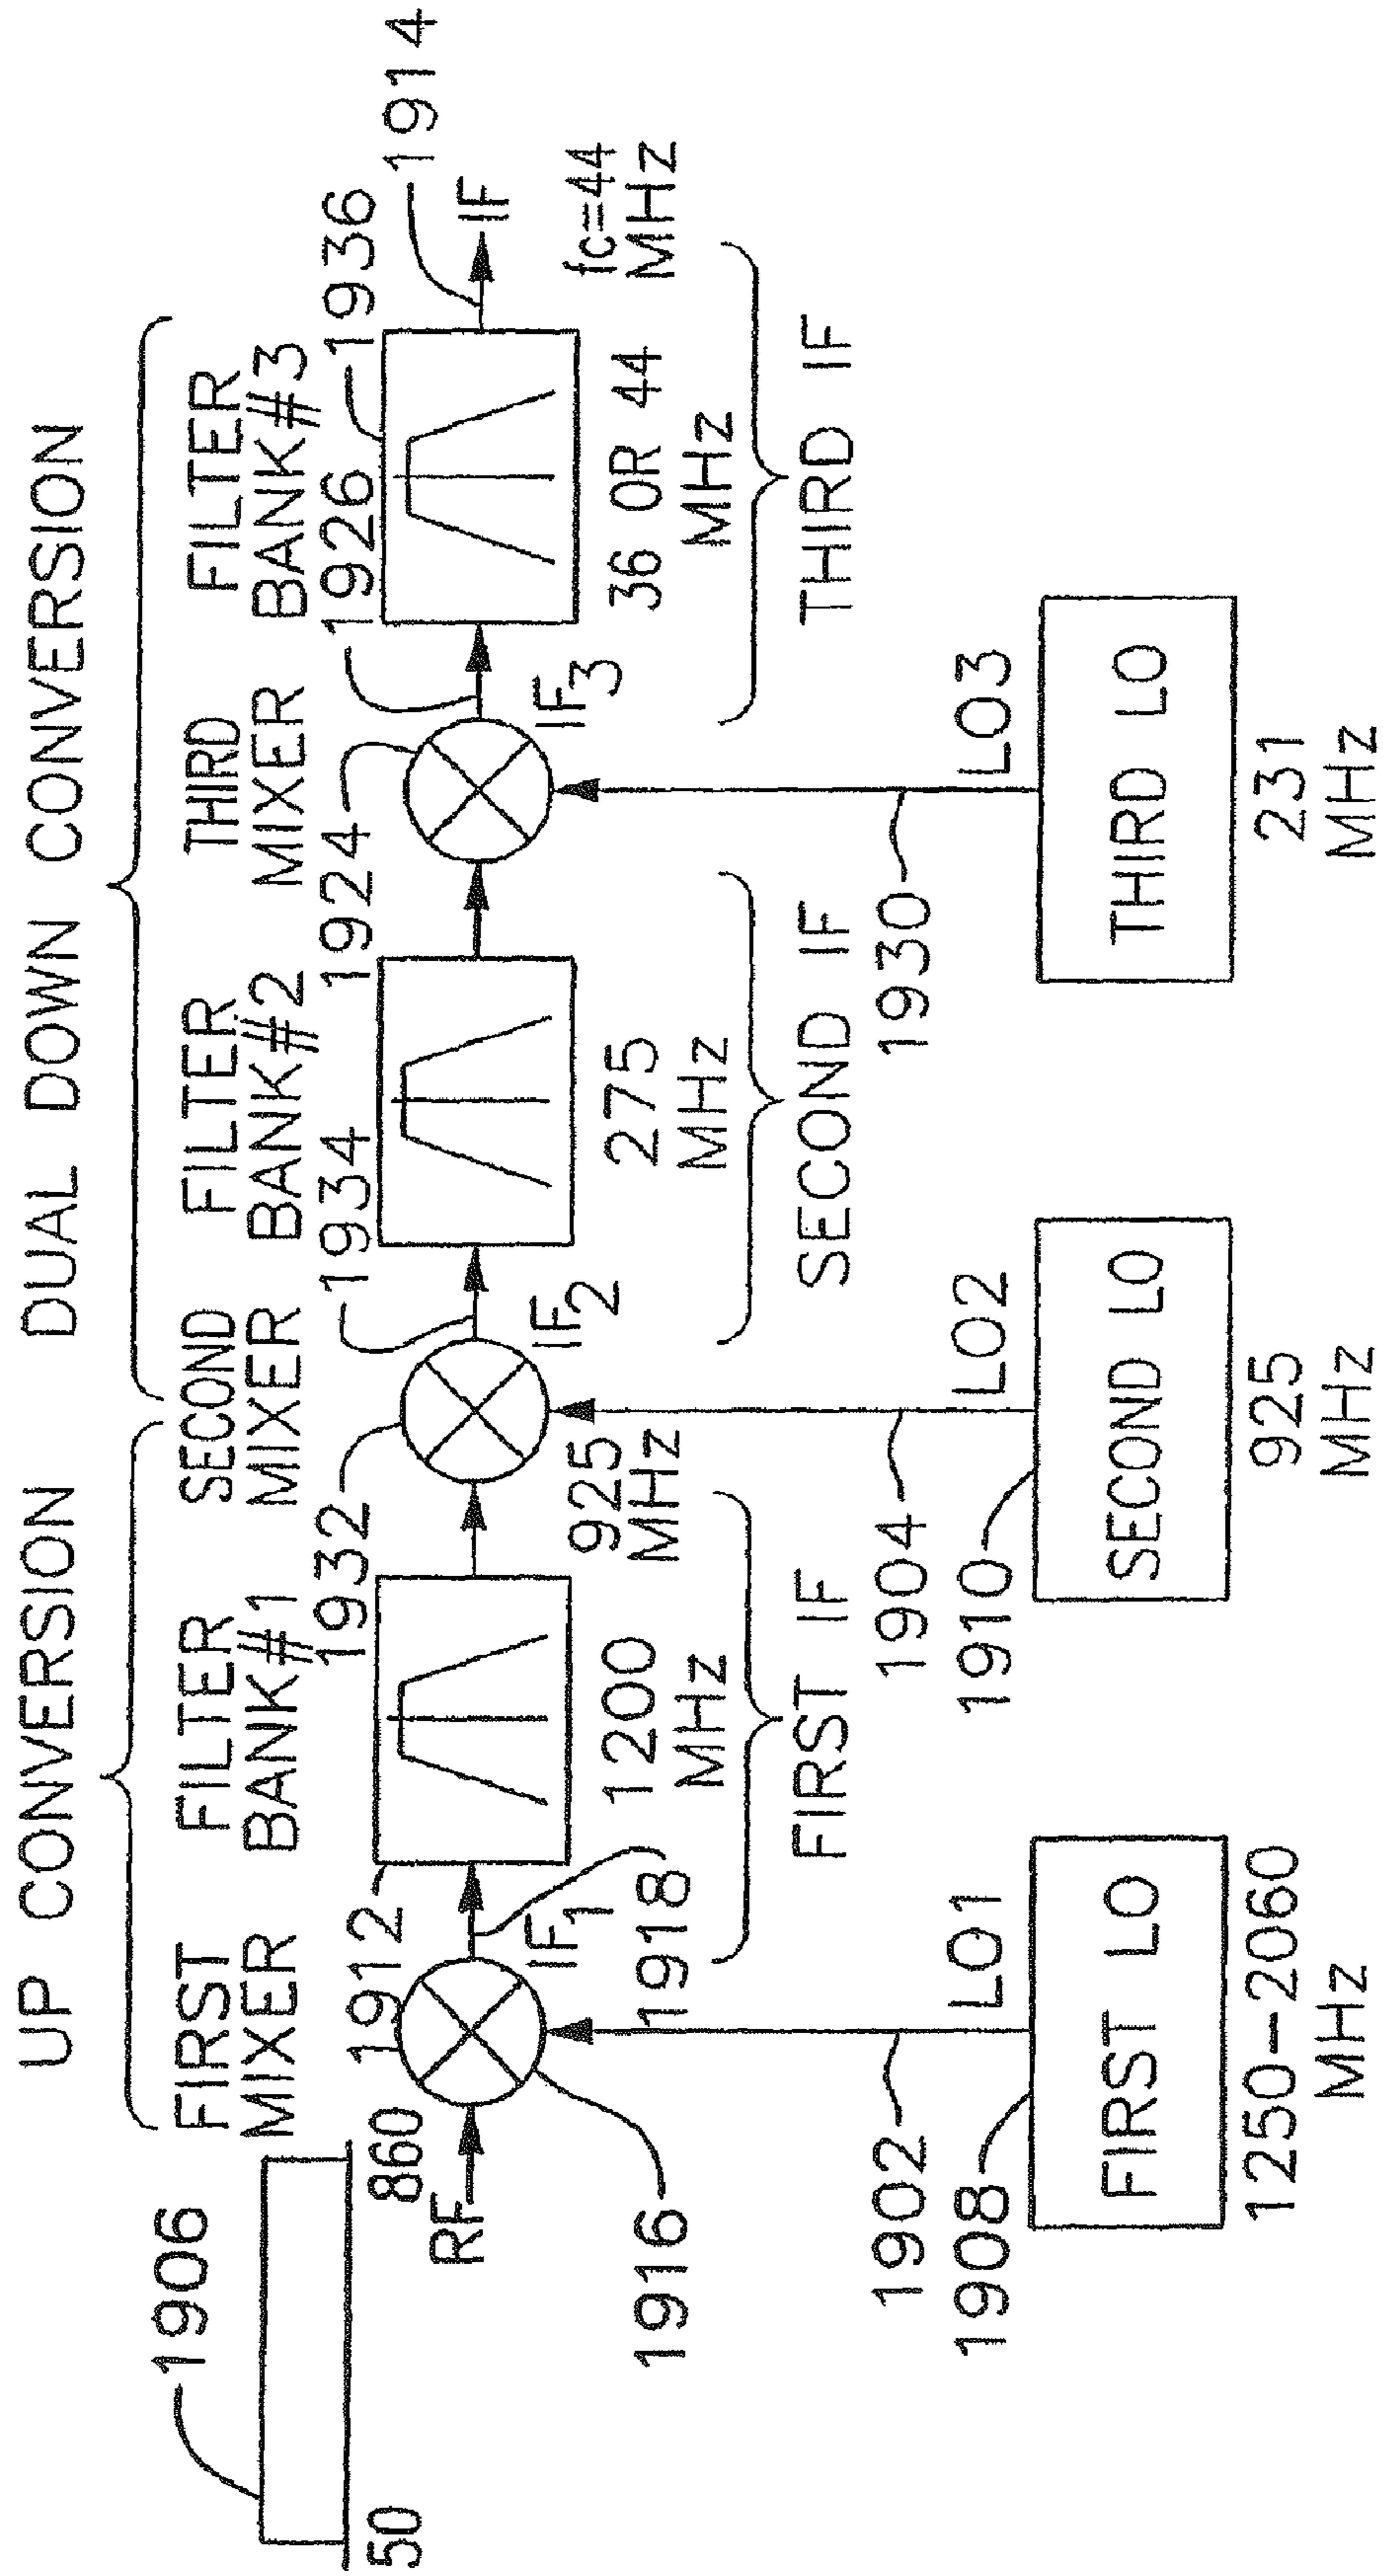 UP CONVERSION
DUAL DOWN CONVERSION
1906
50
860
RF
FIRST
MIXER
1912
FILTER
BANK#1
1932
SECOND
MIXER
1934
FILTER
BANK#2
1924
THIRD
MIXER
1926
FILTER
BANK#3
1936
1914
IF
fc=44
MHz
1916
IF1
1918
1200
MHz
925
MHz
IF2
275
MHz
IF3
36 OR 44
MHz
FIRST IF
SECOND IF
THIRD IF
1902
1908
LO1
1904
1910
LO2
1930
LO3
FIRST LO
SECOND LO
THIRD LO
1250-2060
MHz
925
MHz
231
MHz